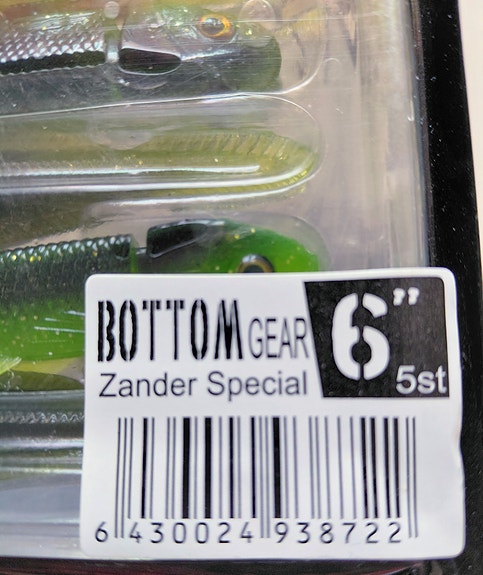 BOTTOM GEAR 6"
Zander Special 5st
6 430024 938722